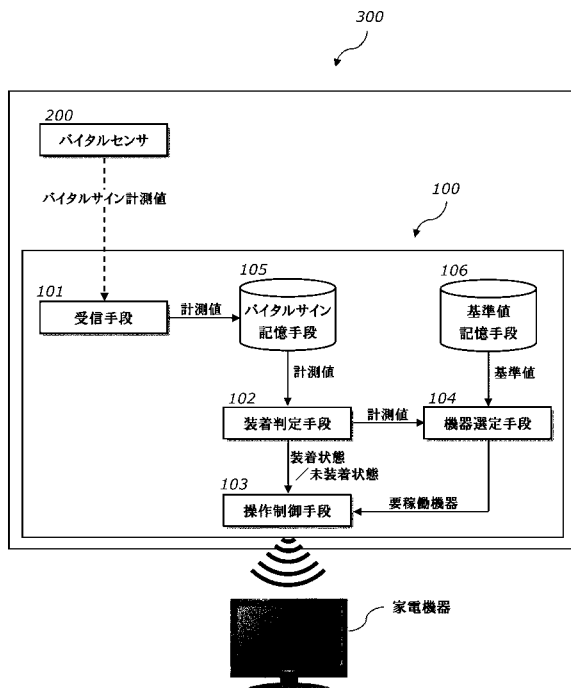 300
200
バイタルセンサ
バイタルサイン計測値
100
101
受信手段
計測値
105
バイタルサイン
記憶手段
106
基準値
記憶手段
計測値
基準値
102
装着判定手段
計測値
104
機器選定手段
装着状態
／未装着状態
103
操作制御手段
要稼働機器
家電機器